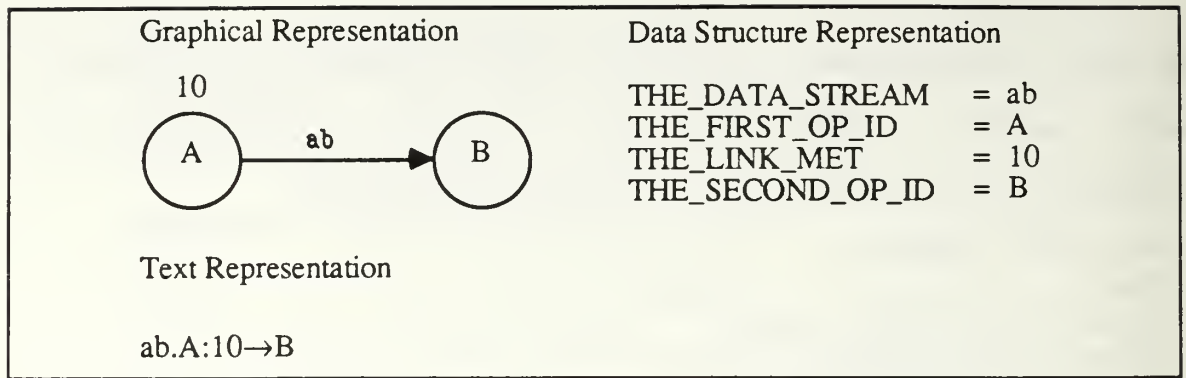 Graphical Representation
10
A
ab
B
Text Representation
ab.A:10→B
Data Structure Representation
THE_DATA_STREAM = ab
THE_FIRST_OP_ID = A
THE_LINK_MET = 10
THE_SECOND_OP_ID = B